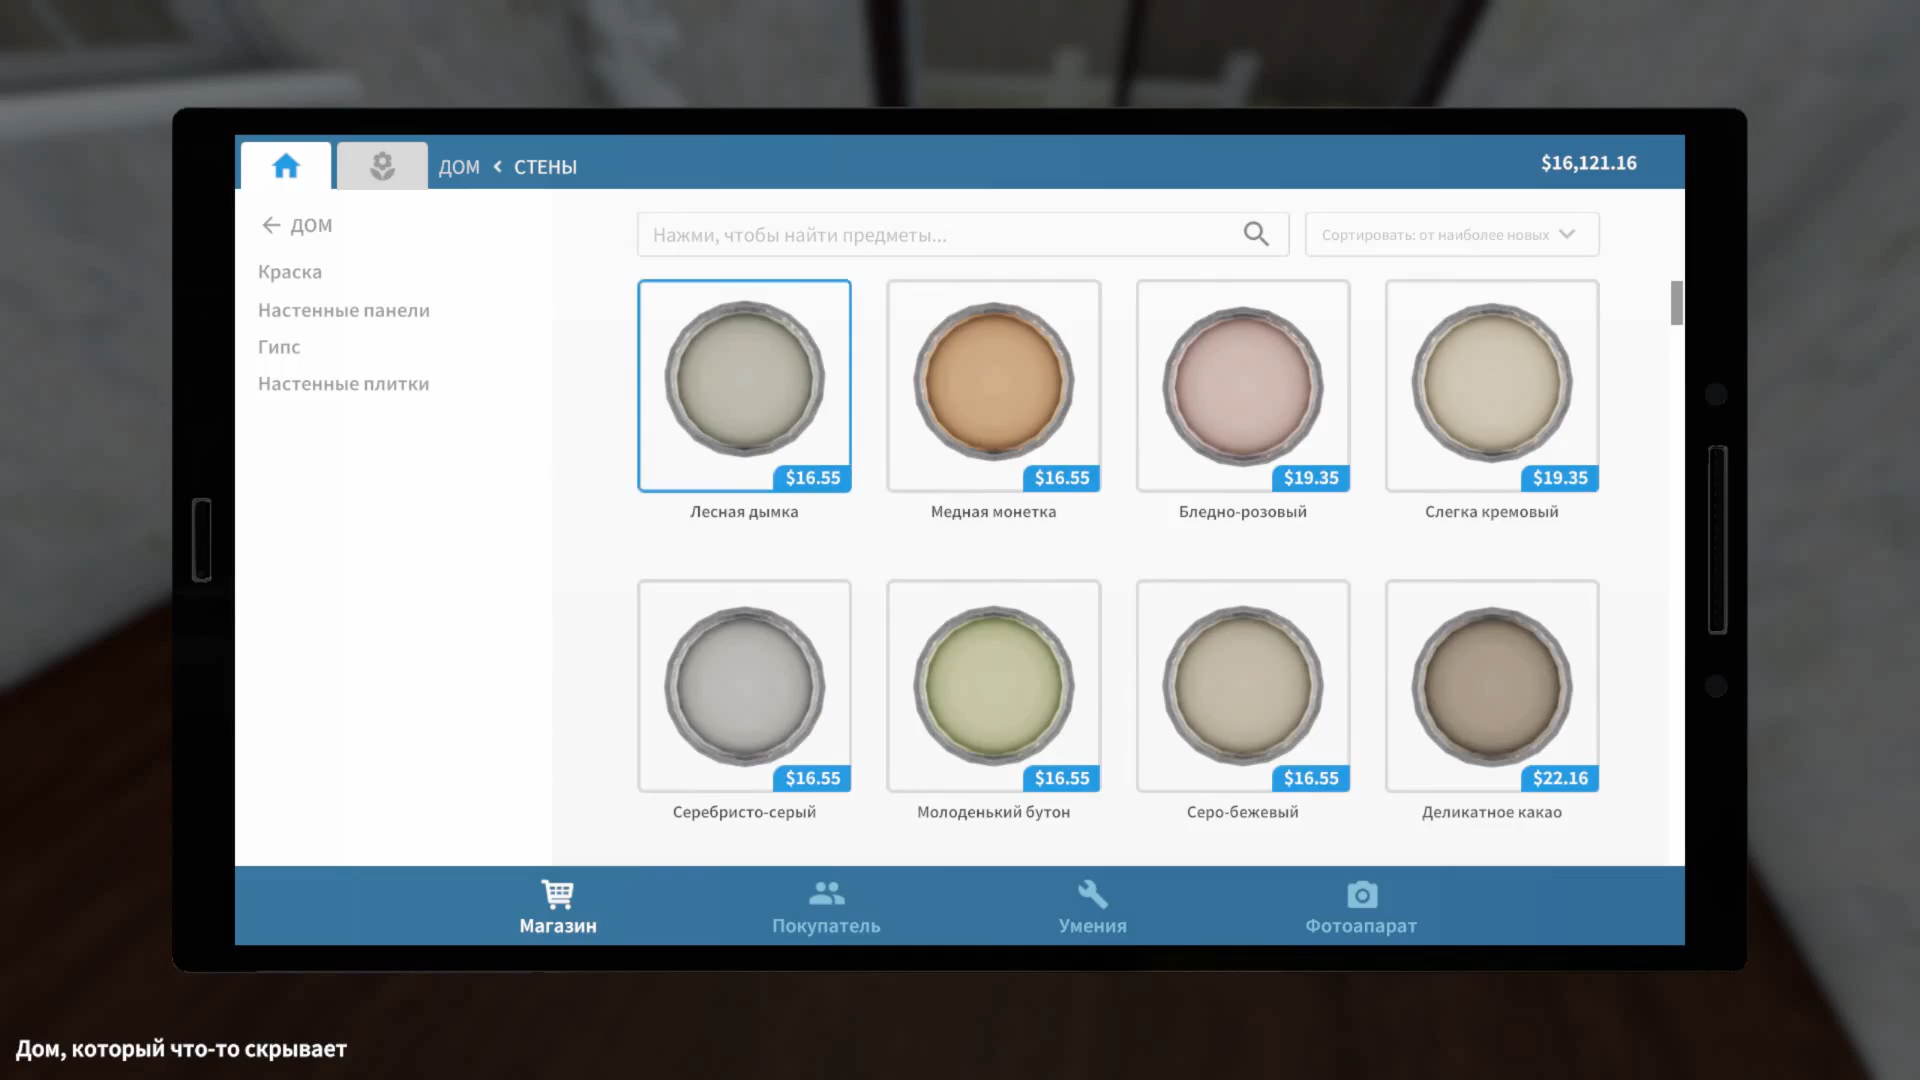 ДОМ < СТЕНЫ
$16,121.16
ДОМ
Краска
Настенные панели
Гипс
Настенные плитки
Нажми, чтобы найти предметы...
Сортировать: от наиболее новых
$16.55
$16.55
$19.35
$19.35
Лесная дымка
Медная монетка
Бледно-розовый
Слегка кремовый
$16.55
$16.55
$16.55
$22.16
Серебристо-серый
Молоденький бутон
Серо-бежевый
Деликатное какао
Магазин
Покупатель
Умения
Фотоапарат
Дом, который что-то скрывает